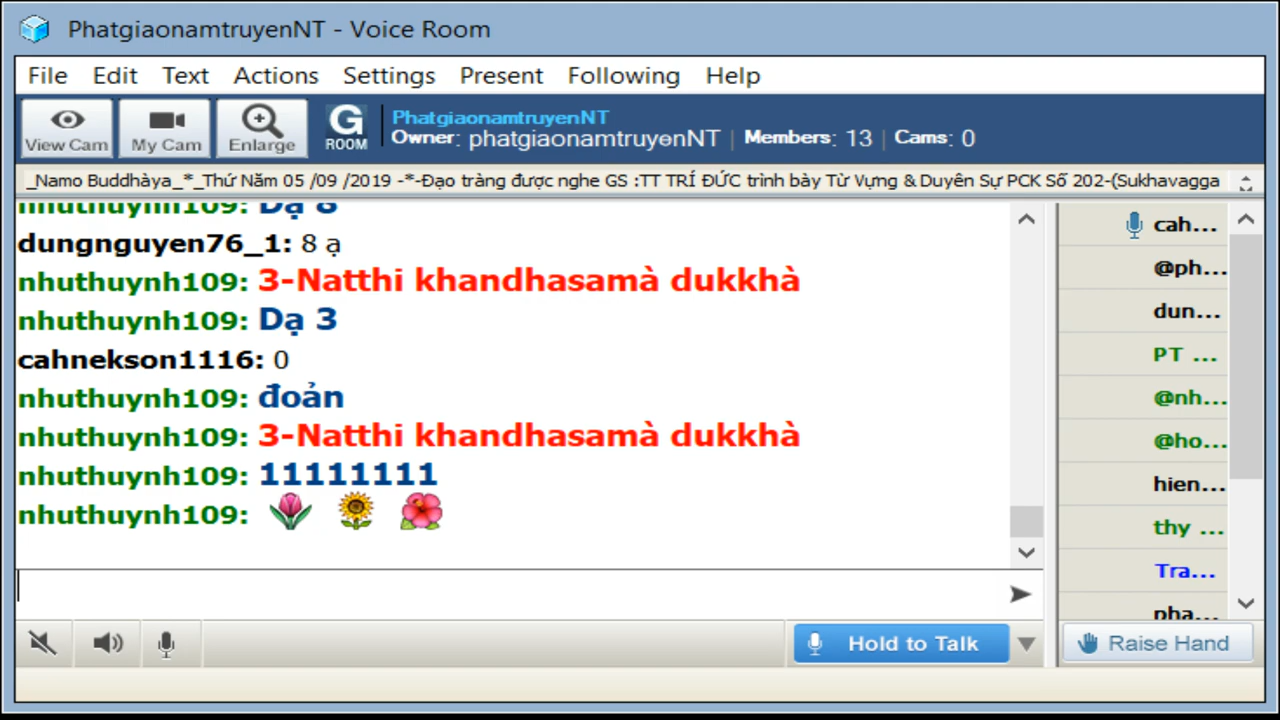 PhatgiaonamtruyenNT - Voice Room
File Edit Text Actions Settings Present Following Help
View Cam My Cam Enlarge G ROOM
PhatgiaonamtruyenNT
Owner: phatgiaonamtruyenNT | Members: 13 | Cams: 0
_Namo Buddhàya_*_Thứ Năm 05 /09 /2019 -*-Đạo tràng được nghe GS :TT TRÍ ĐỨC trình bày Từ Vựng & Duyên Sự PCK Số 202-(Sukhavagga
nhuthuynh109: Dạ 8
dungnguyen76_1: 8 ạ
nhuthuynh109: 3-Natthi khandhasamà dukkhà
nhuthuynh109: Dạ 3
cahnekson1116: 0
nhuthuynh109: đoản
nhuthuynh109: 3-Natthi khandhasamà dukkhà
nhuthuynh109: 11111111
nhuthuynh109:
cah...
@ph...
dun...
PT ...
@nh...
@ho...
hien...
thy ...
Tra...
pha...
Hold to Talk
Raise Hand